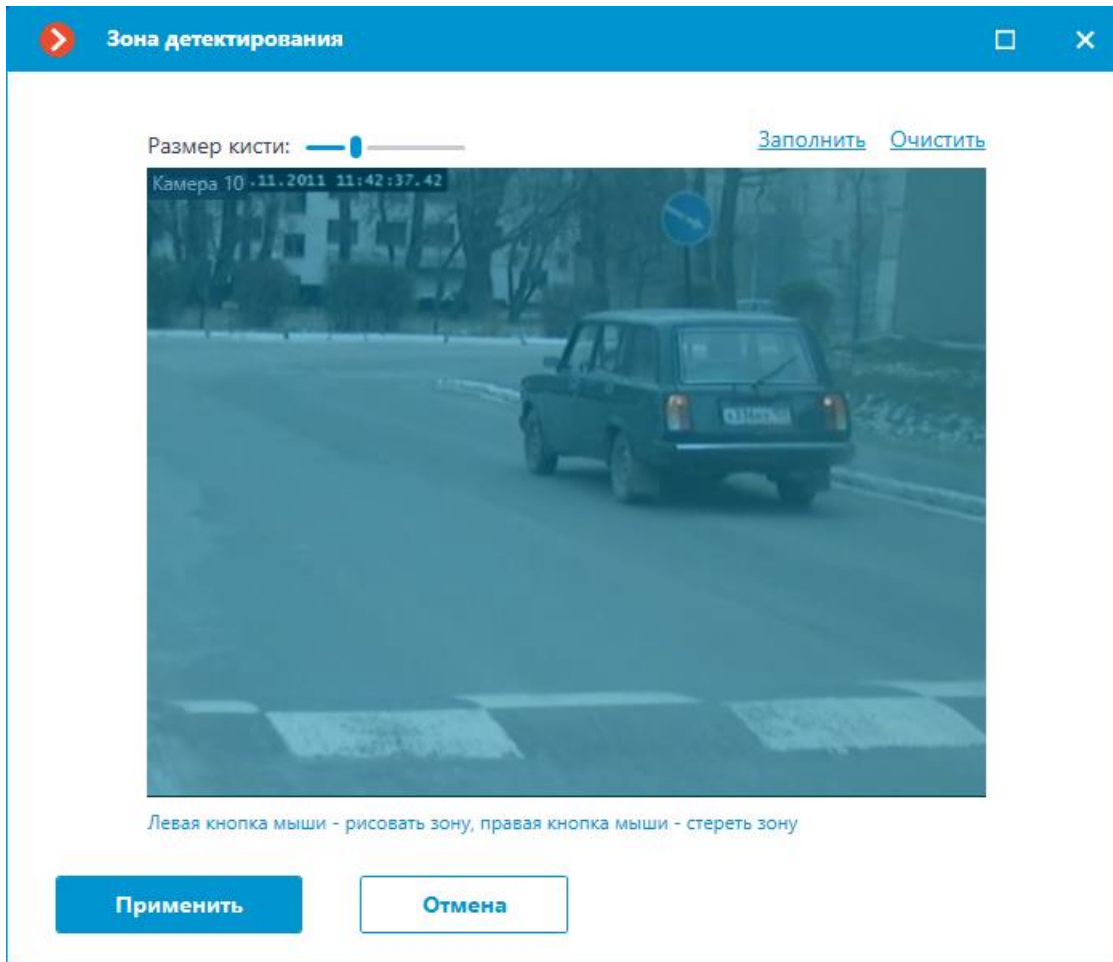 Зона детектирования
Размер кисти:
Заполнить Очистить
Камера 10 .11.2011 11:42:37.42
Левая кнопка мыши - рисовать зону, правая кнопка мыши - стереть зону
Применить Отмена